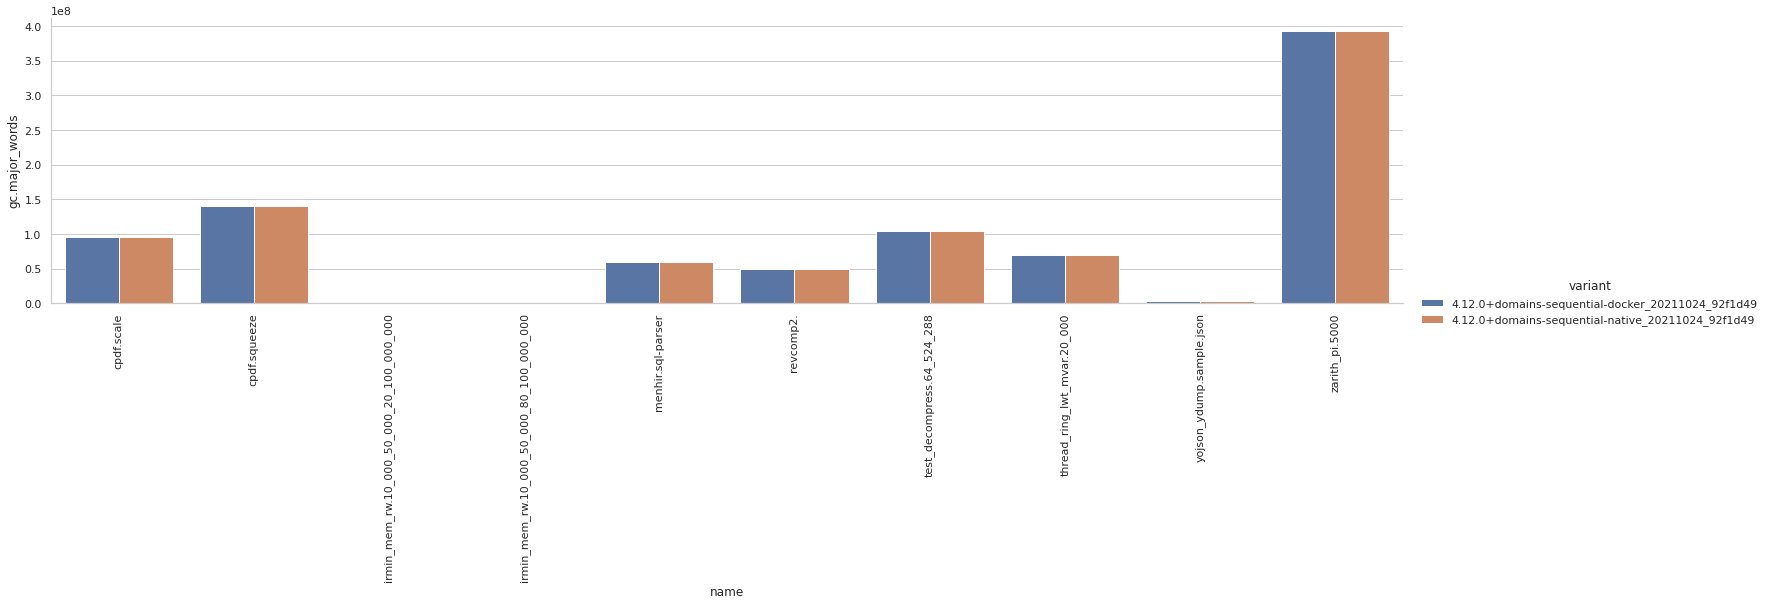 1e8
4.0
3.5
3.0
2.5
2.0
1.5
1.0
0.5
0.0
gc.major_words
cpdf.scale
cpdf.squeeze
irmin_mem_rw.10_000_50_000_20_100_000_000
irmin_mem_rw.10_000_50_000_80_100_000_000
menhir.sql-parser
revcomp2.
test_decompress.64_524_288
thread_ring_lwt_mvar.20_000
yojson_ydump.sample.json
zarith_pi.5000
name
variant
4.12.0+domains-sequential-docker_20211024_92f1d49
4.12.0+domains-sequential-native_20211024_92f1d49